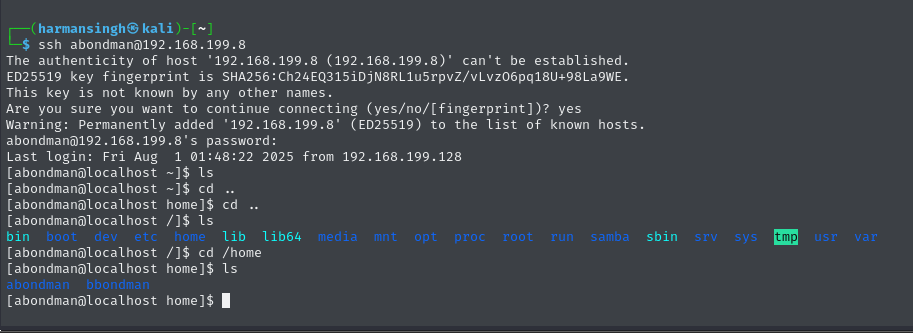 ┌──(harmansingh㉿kali)-[~]
└─$ ssh abondman@192.168.199.8
The authenticity of host '192.168.199.8 (192.168.199.8)' can't be established.
ED25519 key fingerprint is SHA256:Ch24EQ315iDjN8RL1u5rpvZ/vLvzO6pq18U+98La9WE.
This key is not known by any other names.
Are you sure you want to continue connecting (yes/no/[fingerprint])? yes
Warning: Permanently added '192.168.199.8' (ED25519) to the list of known hosts.
abondman@192.168.199.8's password:
Last login: Fri Aug  1 01:48:22 2025 from 192.168.199.128
[abondman@localhost ~]$ ls
[abondman@localhost ~]$ cd ..
[abondman@localhost home]$ cd ..
[abondman@localhost /]$ ls
bin  boot  dev  etc  home  lib  lib64  media  mnt  opt  proc  root  run  samba  sbin  srv  sys  tmp  usr  var
[abondman@localhost /]$ cd /home
[abondman@localhost home]$ ls
abondman  bbondman
[abondman@localhost home]$